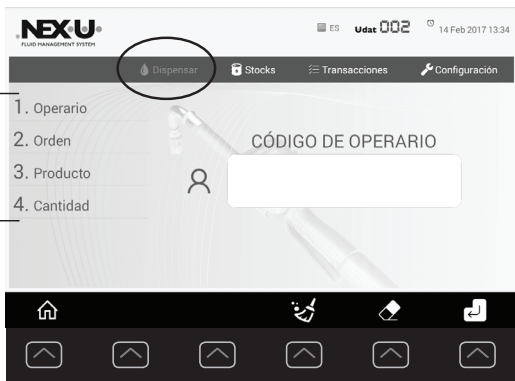 NEX·U·
FLUID MANAGEMENT SYSTEM
ES Udat 002 14 Feb 2017 13:34
Dispensar Stocks Transacciones Configuración
1. Operario
2. Orden
3. Producto
4. Cantidad
CÓDIGO DE OPERARIO